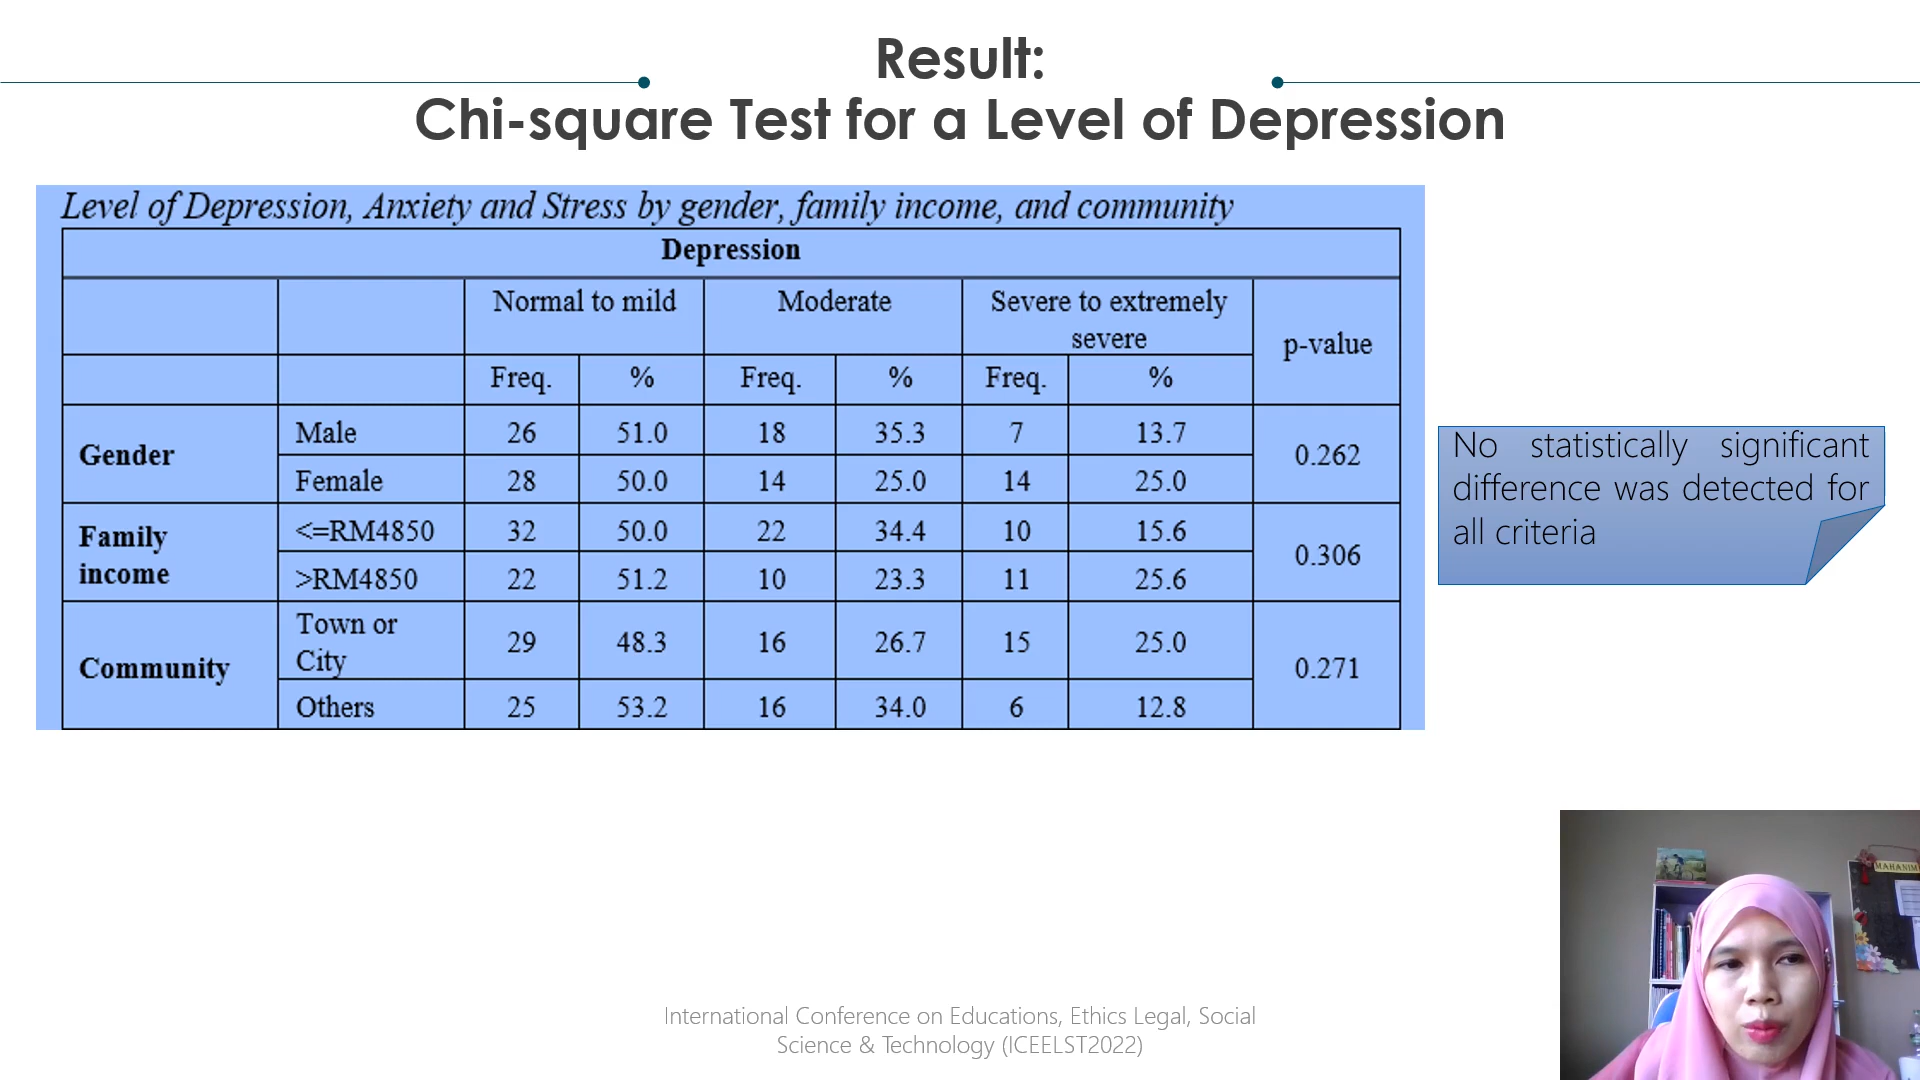 Result:
Chi-square Test for a Level of Depression
Level of Depression, Anxiety and Stress by gender, family income, and community
Depression
Normal to mild Moderate Severe to extremely severe p-value
Freq. % Freq. % Freq. %
Gender Male 26 51.0 18 35.3 7 13.7 0.262
Female 28 50.0 14 25.0 14 25.0
Family income <=RM4850 32 50.0 22 34.4 10 15.6 0.306
>RM4850 22 51.2 10 23.3 11 25.6
Community Town or City 29 48.3 16 26.7 15 25.0 0.271
Others 25 53.2 16 34.0 6 12.8
No statistically significant
difference was detected for
all criteria
MAHANIM
International Conference on Educations, Ethics Legal, Social
Science & Technology (ICEELST2022)